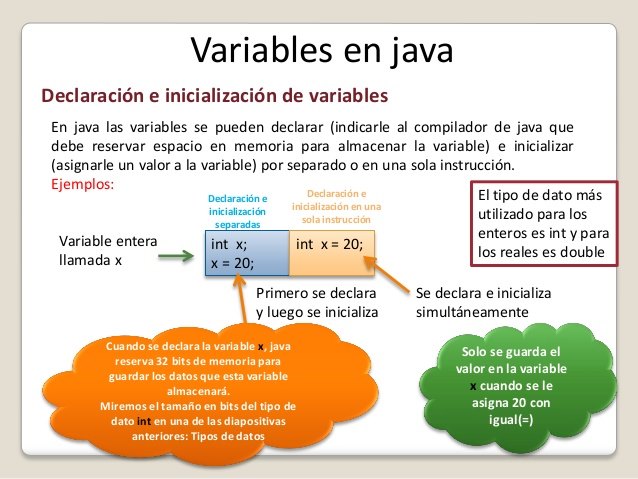 Variables en java
Declaración e inicialización de variables
En java las variables se pueden declarar (indicarle al compilador de java que
debe reservar espacio en memoria para almacenar la variable) e inicializar
(asignarle un valor a la variable) por separado o en una sola instrucción.
Ejemplos:
Declaración e
inicialización
separadas
Declaración e
inicialización en una
sola instrucción
El tipo de dato más
utilizado para los
enteros es int y para
los reales es double
Variable entera
llamada x
int x;
x = 20;
int x = 20;
Primero se declara
y luego se inicializa
Se declara e inicializa
simultáneamente
Cuando se declara la variable x, java
reserva 32 bits de memoria para
guardar los datos que esta variable
almacenará.
Miremos el tamaño en bits del tipo de
dato int en una de las diapositivas
anteriores: Tipos de datos
Solo se guarda el
valor en la variable
x cuando se le
asigna 20 con
igual(=)